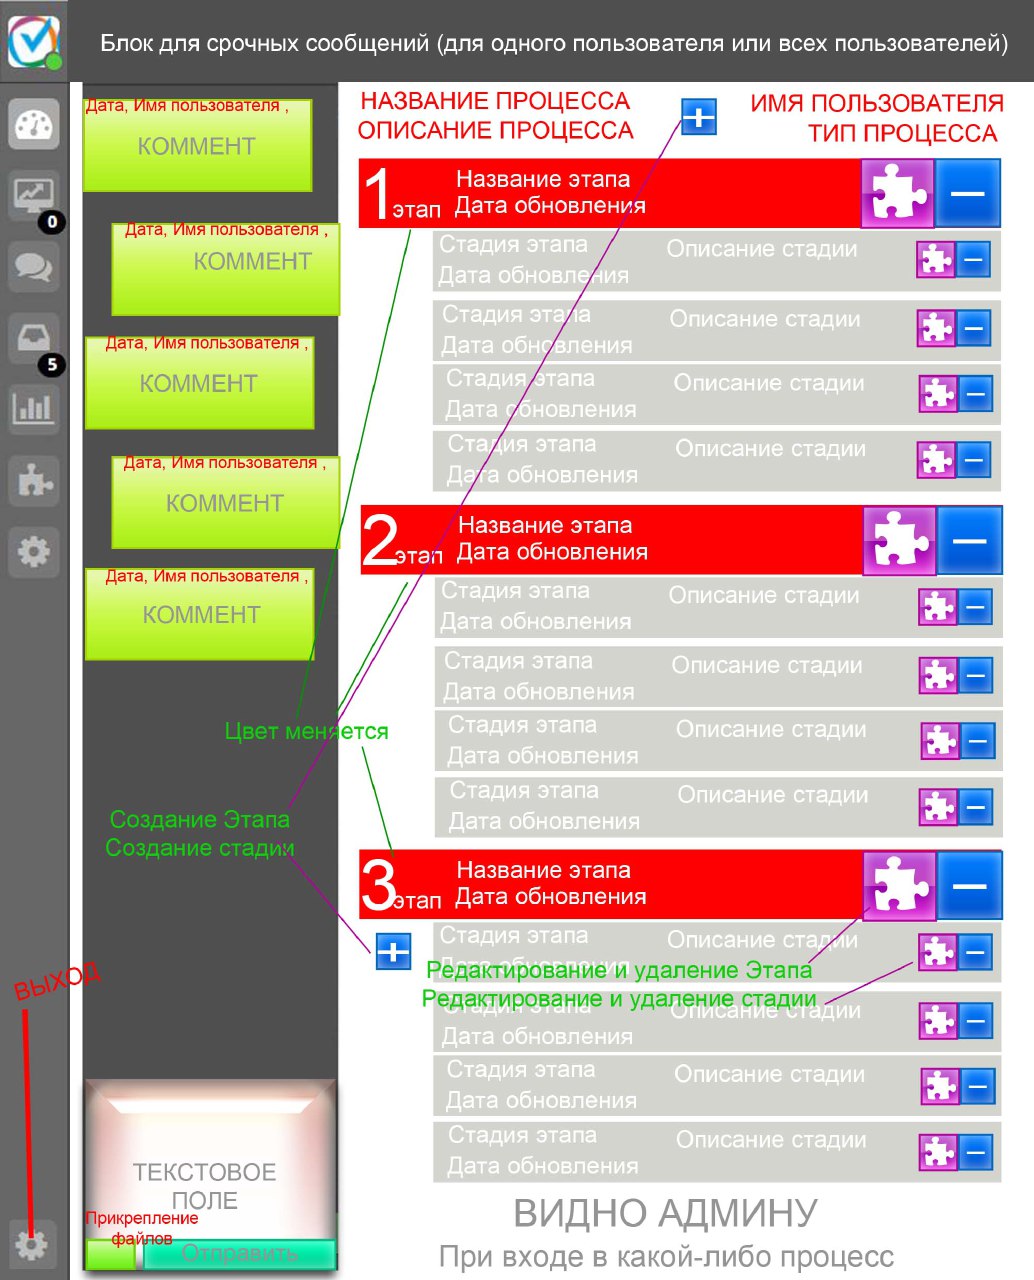 Блок для срочных сообщений (для одного пользователя или всех пользователей)
0
5
ВЫХОД
Дата, Имя пользователя ,
КОММЕНТ
Дата, Имя пользователя ,
КОММЕНТ
Дата, Имя пользователя ,
КОММЕНТ
Дата, Имя пользователя ,
КОММЕНТ
Дата, Имя пользователя ,
КОММЕНТ
Цвет меняется
Создание Этапа
Создание стадии
ТЕКСТОВОЕ
ПОЛЕ
Прикрепление
файлов
Отправить
НАЗВАНИЕ ПРОЦЕССА
ОПИСАНИЕ ПРОЦЕССА
ИМЯ ПОЛЬЗОВАТЕЛЯ
ТИП ПРОЦЕССА
1 этап
Название этапа
Дата обновления
Стадия этапа Описание стадии
Дата обновления
Стадия этапа Описание стадии
Дата обновления
Стадия этапа Описание стадии
Дата обновления
Стадия этапа Описание стадии
Дата обновления
2 этап
Название этапа
Дата обновления
Стадия этапа Описание стадии
Дата обновления
Стадия этапа Описание стадии
Дата обновления
Стадия этапа Описание стадии
Дата обновления
Стадия этапа Описание стадии
Дата обновления
3 этап
Название этапа
Дата обновления
Стадия этапа Описание стадии
Дата обновления
Редактирование и удаление Этапа
Редактирование и удаление стадии
Стадия этапа Описание стадии
Дата обновления
Стадия этапа Описание стадии
Дата обновления
Стадия этапа Описание стадии
Дата обновления
ВИДНО АДМИНУ
При входе в какой-либо процесс